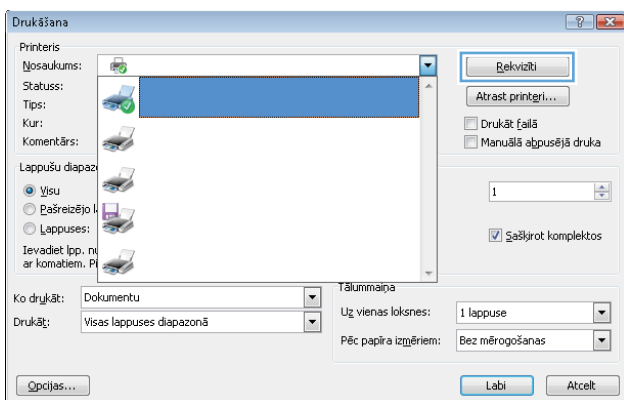 Drukāšana
Printeris
Nosaukums:
Rekvizīti
Statuss:
Atrast printeri...
Tips:
Kur:
Drukāt failā
Komentārs:
Manuālā abpusējā druka
Lappušu diapazo
Visu
1
Pašreizējo l
Lappuses:
Sašķirot komplektos
Ievadiet lpp. nu
ar komatiem. Pi
Tālummaiņa
Ko drukāt:
Dokumentu
Uz vienas loksnes:
1 lappuse
Drukāt:
Visas lappuses diapazonā
Pēc papīra izmēriem:
Bez mērogošanas
Opcijas...
Labi
Atcelt